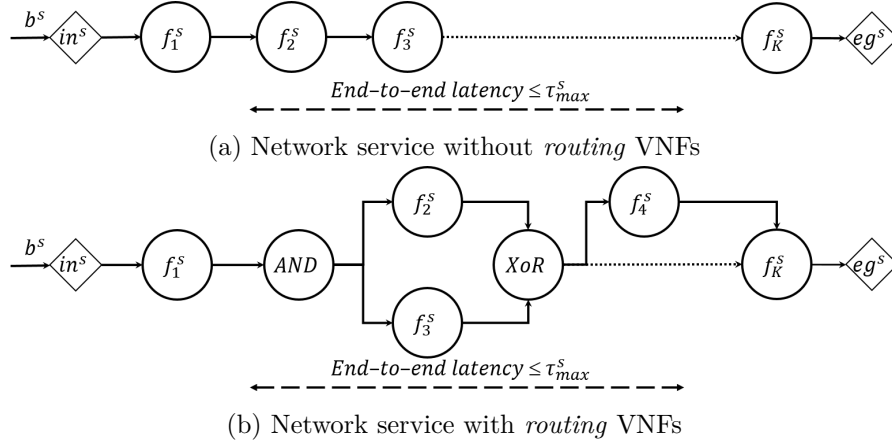 b^s in^s f_1^s f_2^s f_3^s f_K^s eg^s
End–to–end latency ≤ τ_max^s
(a) Network service without routing VNFs
f_2^s f_4^s
b^s in^s f_1^s AND XoR f_K^s eg^s
f_3^s
End–to–end latency ≤ τ_max^s
(b) Network service with routing VNFs